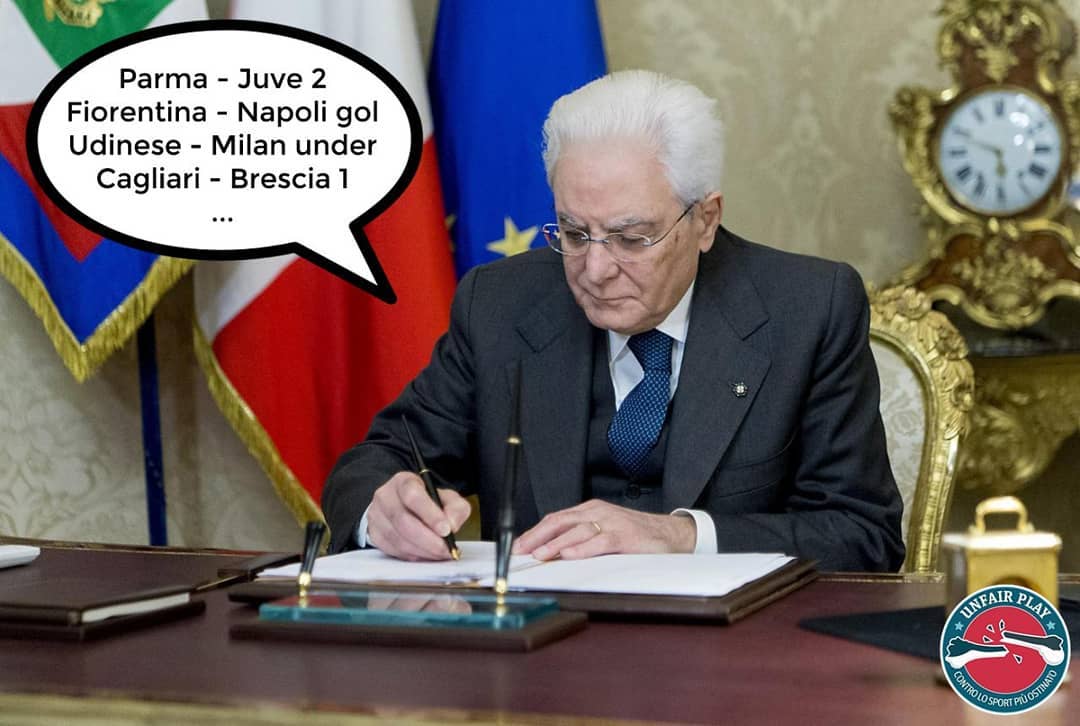 Parma - Juve 2
Fiorentina - Napoli gol
Udinese - Milan under
Cagliari - Brescia 1
...
UNFAIR PLAY
CONTRO LO SPORT PIÙ OSTINATO